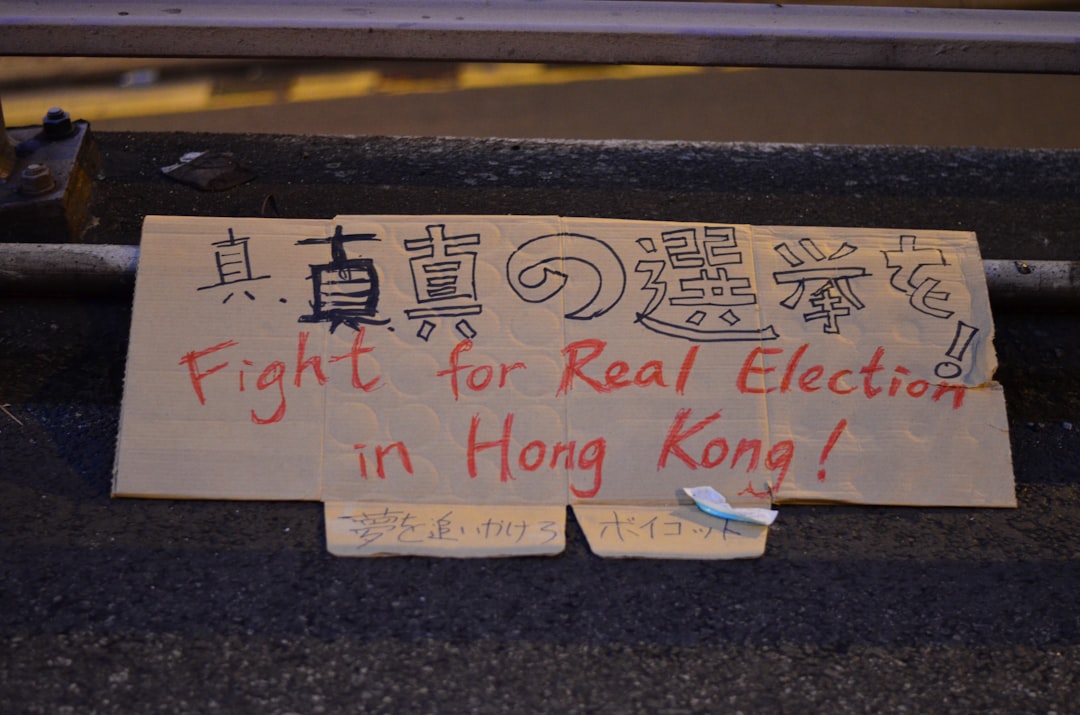 真 真 真の選挙を!
Fight for Real Election
in Hong Kong!
夢を追いかけろ ボイコット